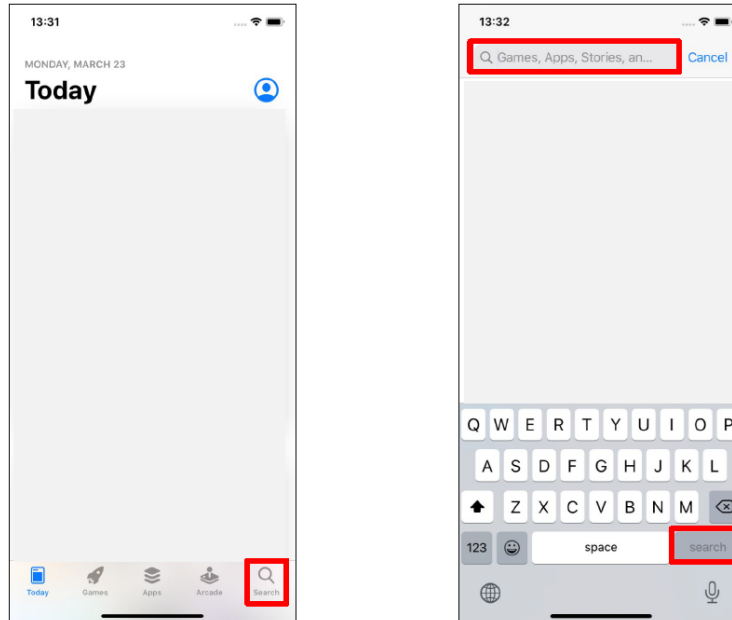 13:31
MONDAY, MARCH 23
Today
Today Games Apps Arcade Search
13:32
Games, Apps, Stories, an... Cancel
Q W E R T Y U I O P
A S D F G H J K L
Z X C V B N M
123 space search